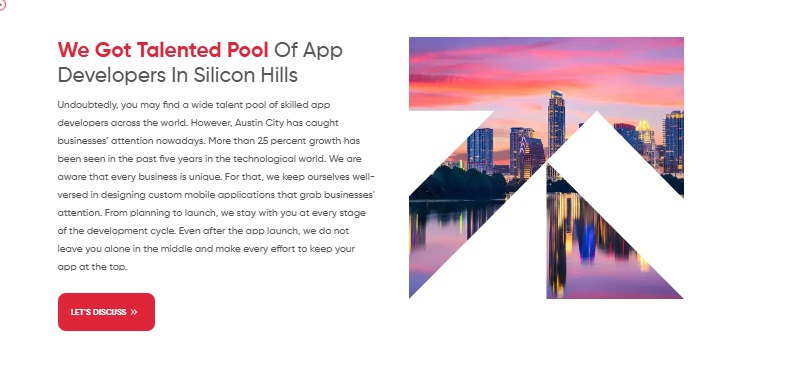 We Got Talented Pool Of App
Developers In Silicon Hills
Undoubtedly, you may find a wide talent pool of skilled app
developers across the world. However, Austin City has caught
businesses' attention nowadays. More than 25 percent growth has
been seen in the past five years in the technological world. We are
aware that every business is unique. For that, we keep ourselves well-
versed in designing custom mobile applications that grab businesses'
attention. From planning to launch, we stay with you at every stage
of the development cycle. Even after the app launch, we do not
leave you alone in the middle and make every effort to keep your
app at the top.
LET'S DISCUSS »